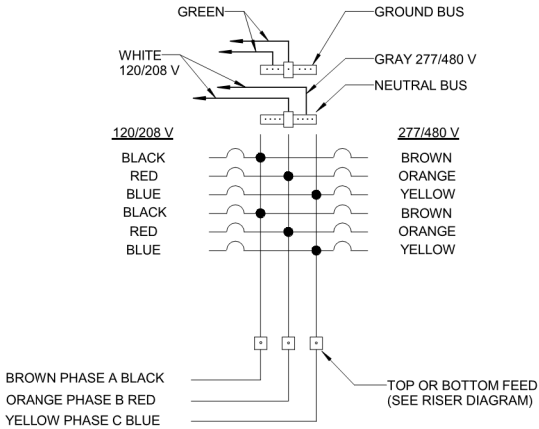 GREEN
GROUND BUS
WHITE
120/208 V
GRAY 277/480 V
NEUTRAL BUS
120/208 V
277/480 V
BLACK
BROWN
RED
ORANGE
BLUE
YELLOW
BLACK
BROWN
RED
ORANGE
BLUE
YELLOW
BROWN PHASE A BLACK
ORANGE PHASE B RED
YELLOW PHASE C BLUE
TOP OR BOTTOM FEED
(SEE RISER DIAGRAM)